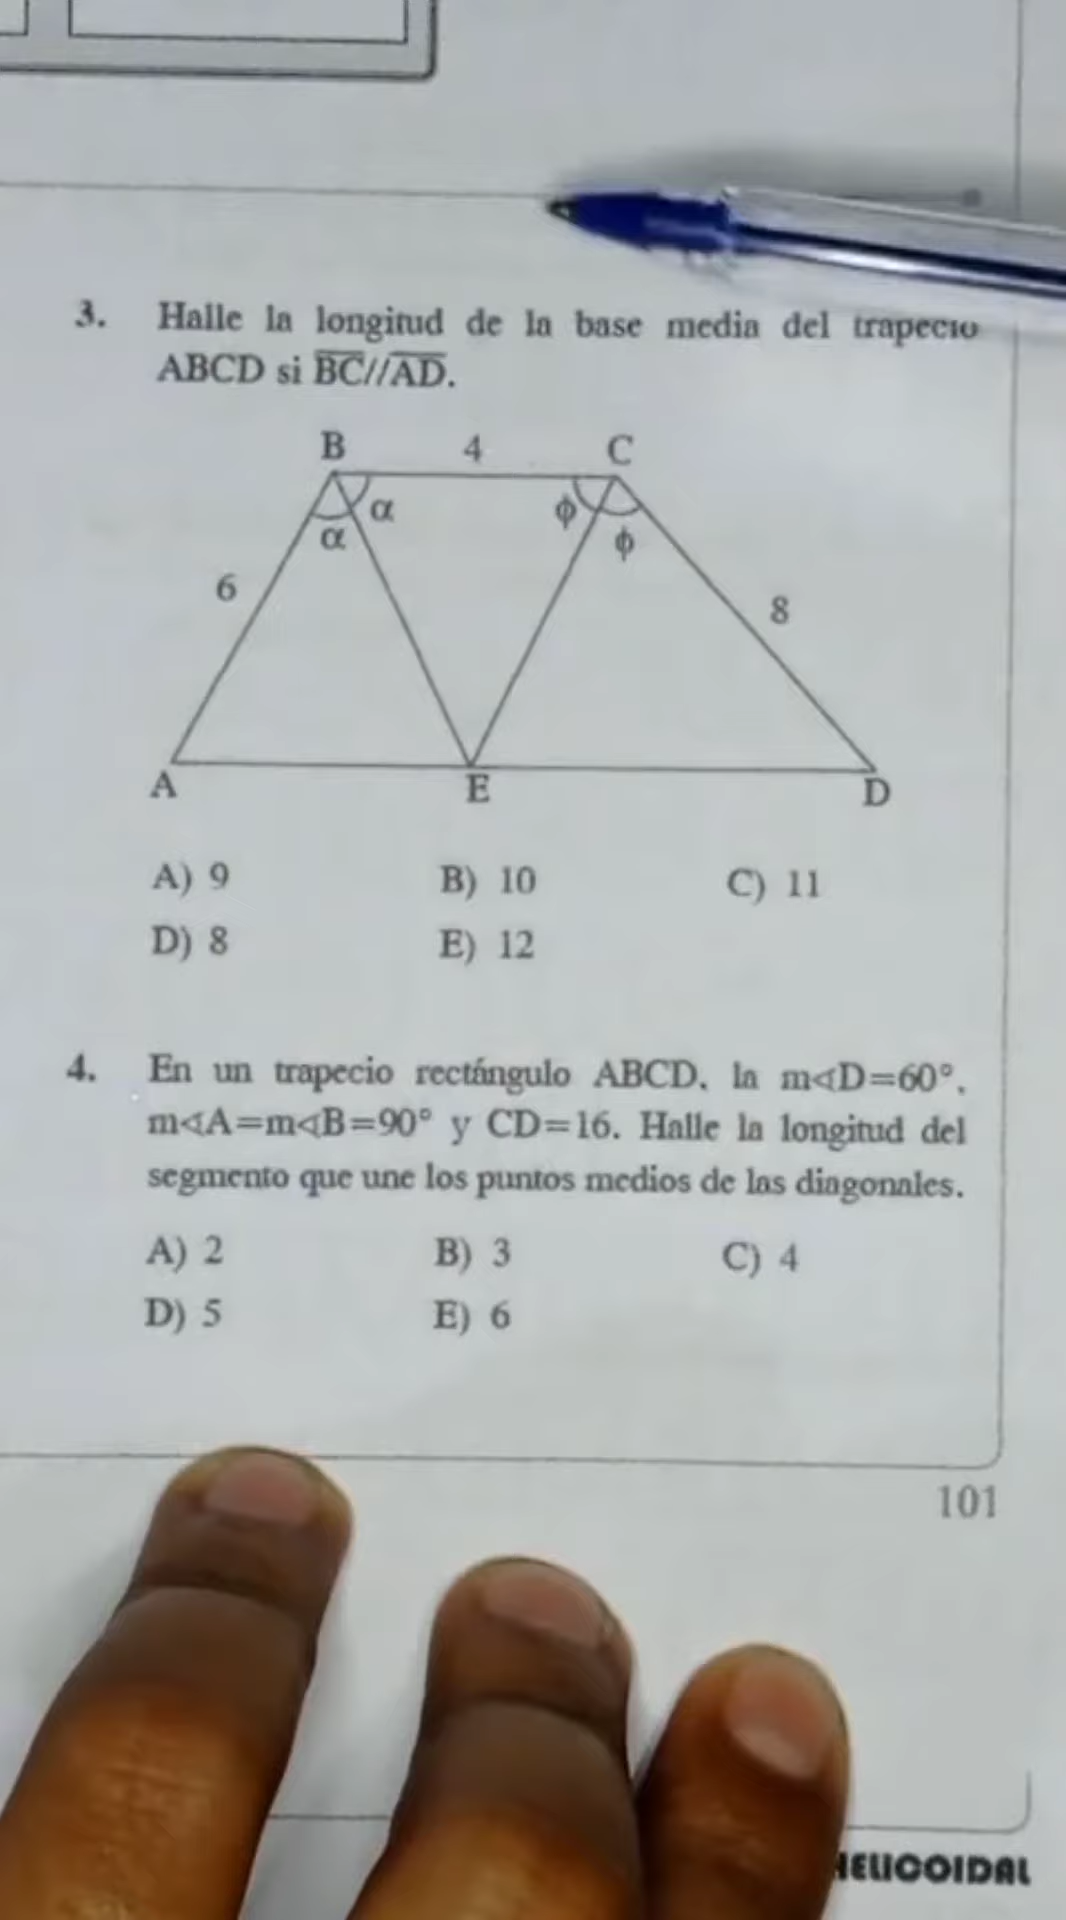 3. Halle la longitud de la base media del trapecio
ABCD si BC//AD.
B 4 C
α ϕ
α ϕ
6 8
A E D
A) 9 B) 10 C) 11
D) 8 E) 12
4. En un trapecio rectángulo ABCD, la m∢D=60°,
m∢A=m∢B=90° y CD=16. Halle la longitud del
segmento que une los puntos medios de las diagonales.
A) 2 B) 3 C) 4
D) 5 E) 6
101
HELICOIDAL